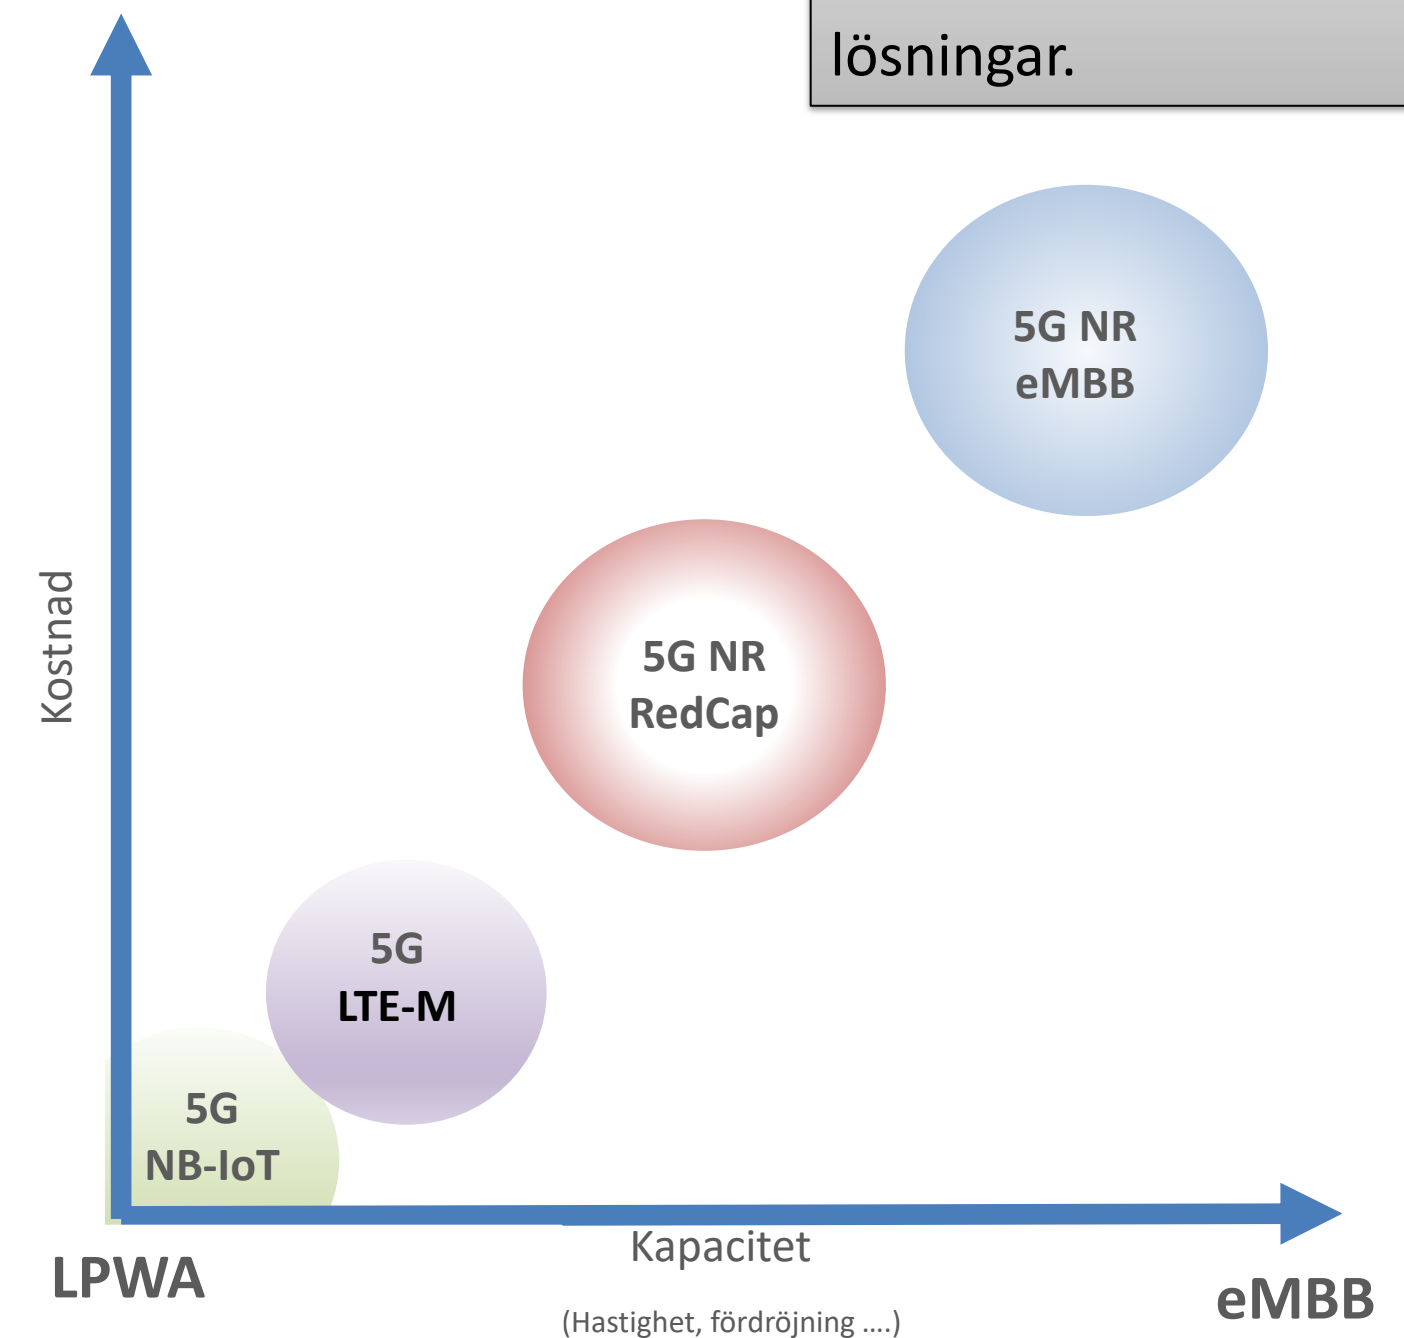 lösningar.
5G NR
eMBB
Kostnad
5G NR
RedCap
5G
LTE-M
5G
NB-IoT
Kapacitet
LPWA
eMBB
(Hastighet, fördröjning ....)